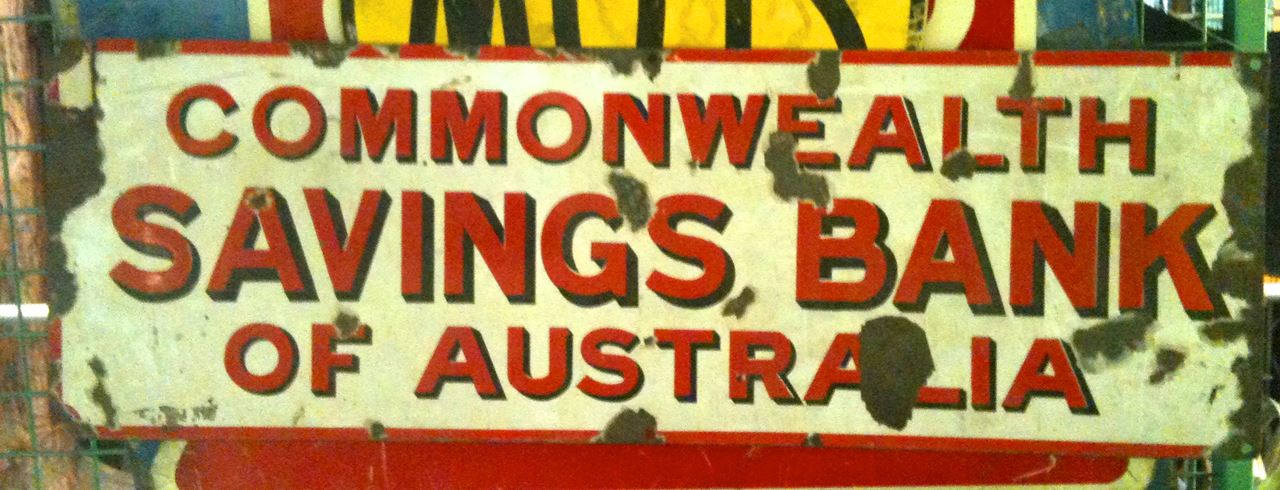 COMMONWEALTH
SAVINGS BANK
OF AUSTRALIA